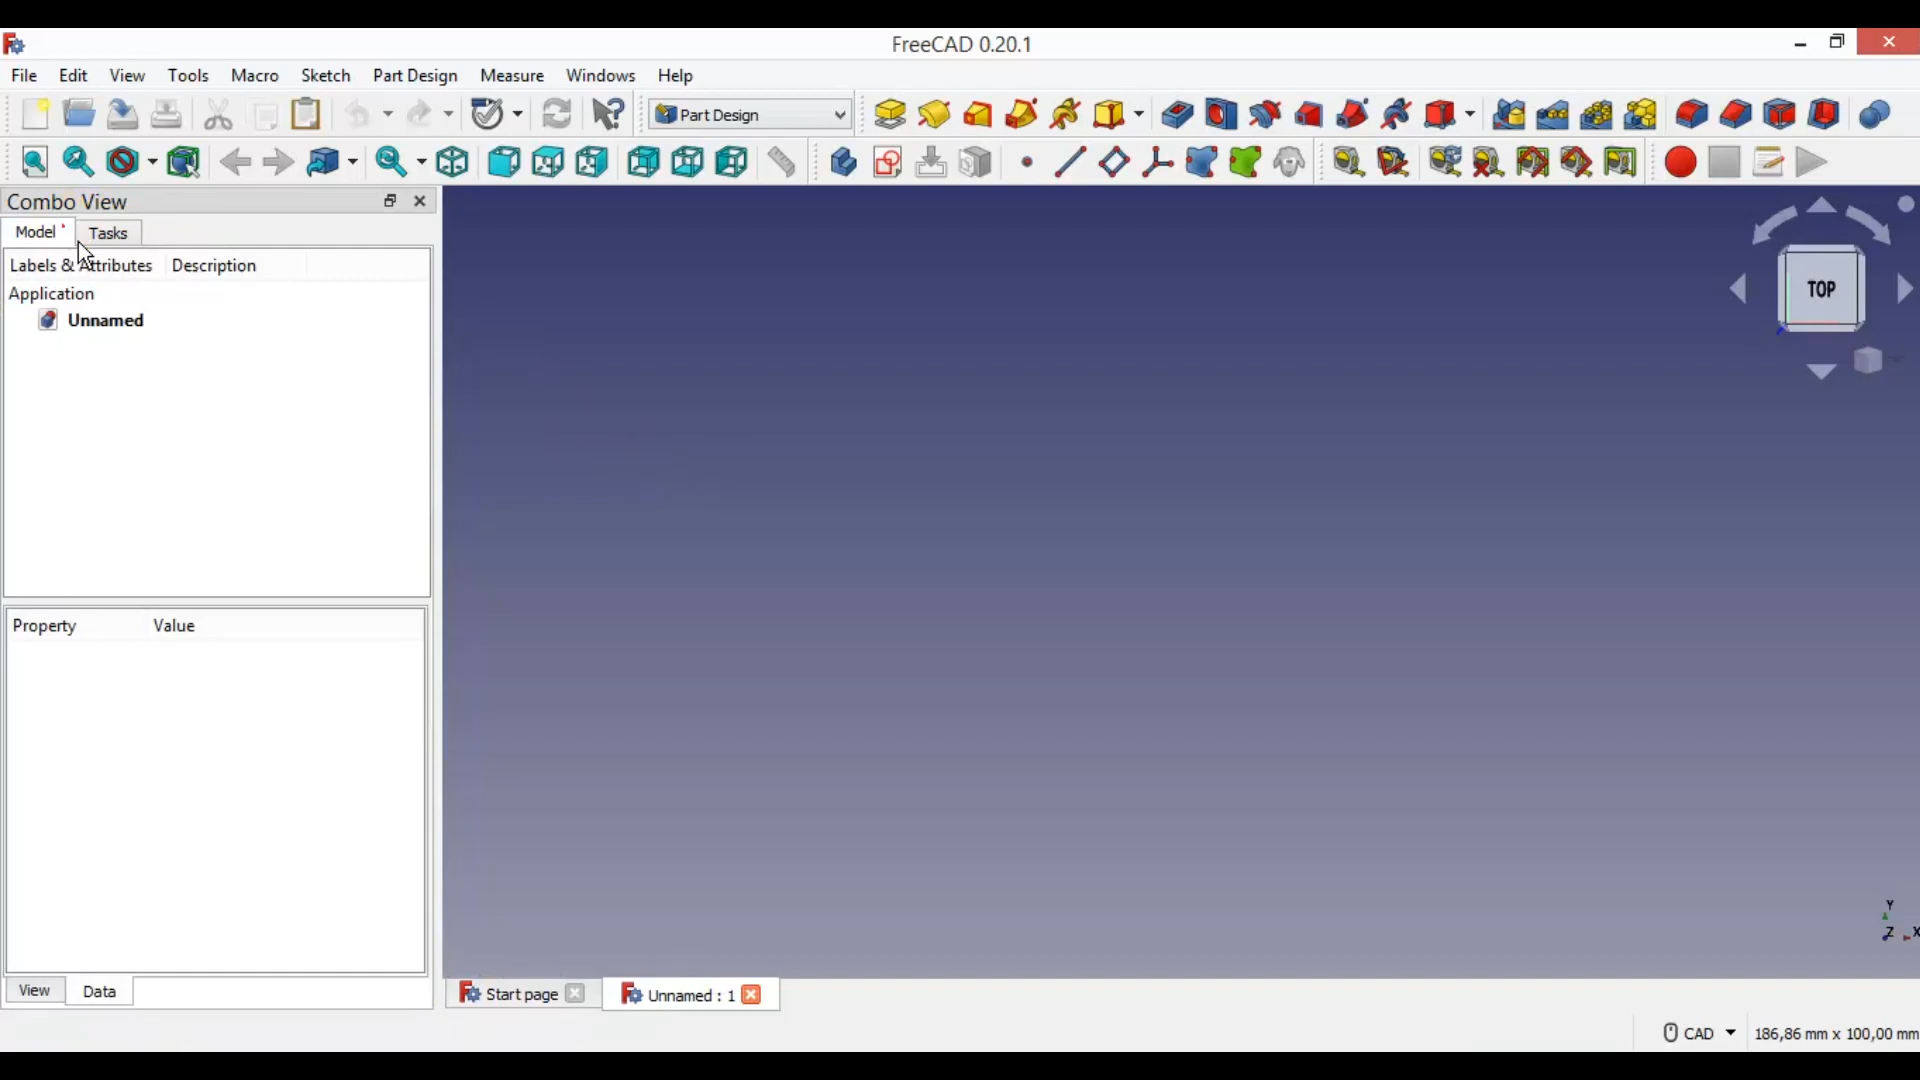 FreeCAD 0.20.1
File Edit View Tools Macro Sketch Part Design Measure Windows Help
Part Design
Combo View
Model Tasks
Labels & Attributes Description
Application
Unnamed
TOP
Property Value
View Data
Start page Unnamed : 1
Y
Z X
CAD 186,86 mm x 100,00 mm